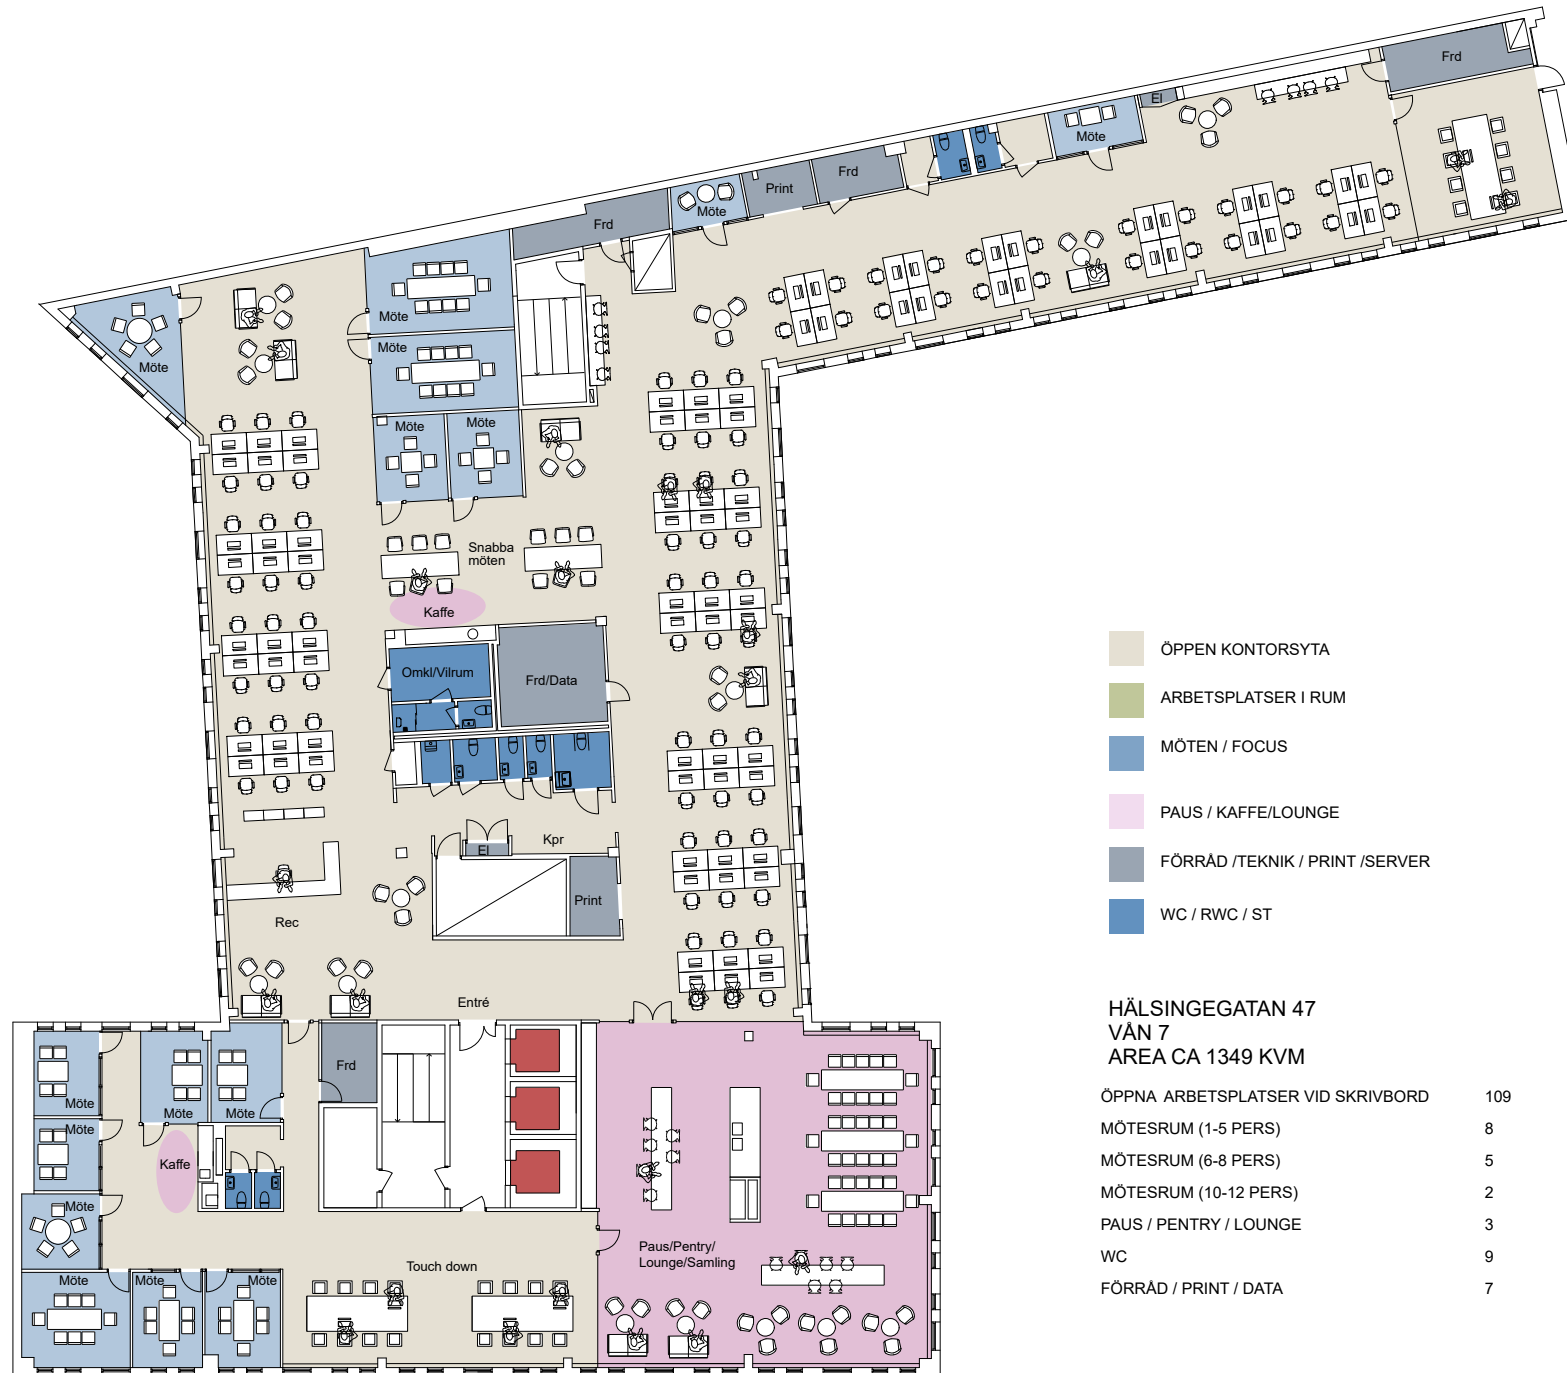 Frd
El
Möte
Frd
Print
Möte
Frd
Möte
Möte
Möte
Möte
Möte
Snabba
möten
Kaffe
Omkl/Vilrum
Frd/Data
Kpr
El
Print
Rec
Entré
Frd
Möte
Möte
Möte
Möte
Kaffe
Möte
Möte
Möte
Möte
Touch down
Paus/Pentry/
Lounge/Samling
ÖPPEN KONTORSYTA
ARBETSPLATSER I RUM
MÖTEN / FOCUS
PAUS / KAFFE/LOUNGE
FÖRRÅD /TEKNIK / PRINT /SERVER
WC / RWC / ST
HÄLSINGEGATAN 47
VÅN 7
AREA CA 1349 KVM
ÖPPNA ARBETSPLATSER VID SKRIVBORD 109
MÖTESRUM (1-5 PERS) 8
MÖTESRUM (6-8 PERS) 5
MÖTESRUM (10-12 PERS) 2
PAUS / PENTRY / LOUNGE 3
WC 9
FÖRRÅD / PRINT / DATA 7